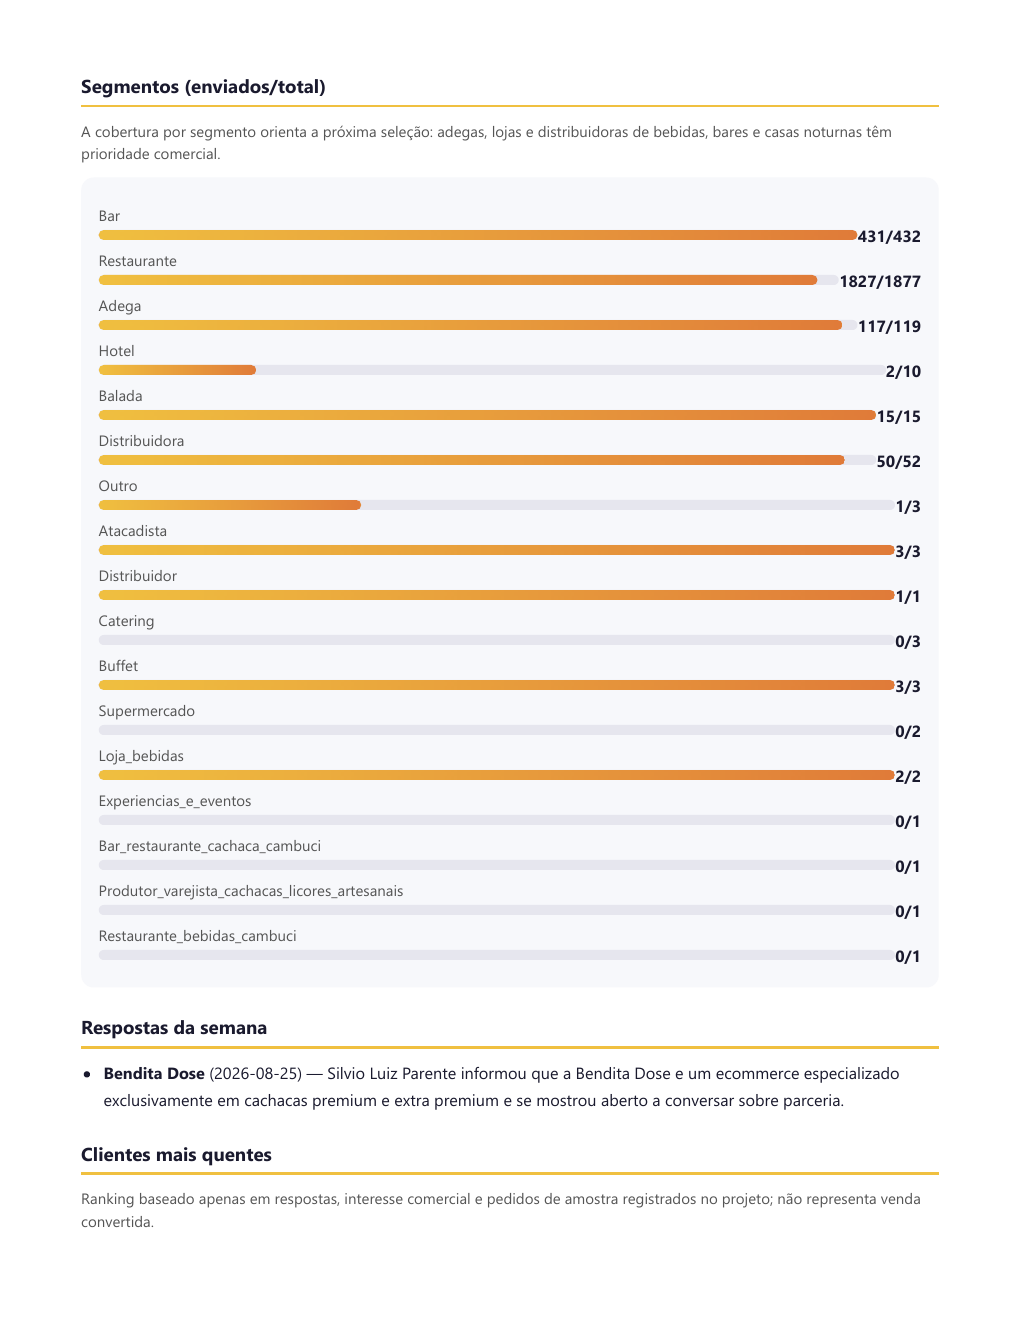 Segmentos (enviados/total)
A cobertura por segmento orienta a próxima seleção: adegas, lojas e distribuidoras de bebidas, bares e casas noturnas têm
prioridade comercial.
Bar
431/432
Restaurante
1827/1877
Adega
117/119
Hotel
2/10
Balada
15/15
Distribuidora
50/52
Outro
1/3
Atacadista
3/3
Distribuidor
1/1
Catering
0/3
Buffet
3/3
Supermercado
0/2
Loja_bebidas
2/2
Experiencias_e_eventos
0/1
Bar_restaurante_cachaca_cambuci
0/1
Produtor_varejista_cachacas_licores_artesanais
0/1
Restaurante_bebidas_cambuci
0/1
Respostas da semana
• Bendita Dose (2026-08-25) — Silvio Luiz Parente informou que a Bendita Dose e um ecommerce especializado
exclusivamente em cachacas premium e extra premium e se mostrou aberto a conversar sobre parceria.
Clientes mais quentes
Ranking baseado apenas em respostas, interesse comercial e pedidos de amostra registrados no projeto; não representa venda
convertida.